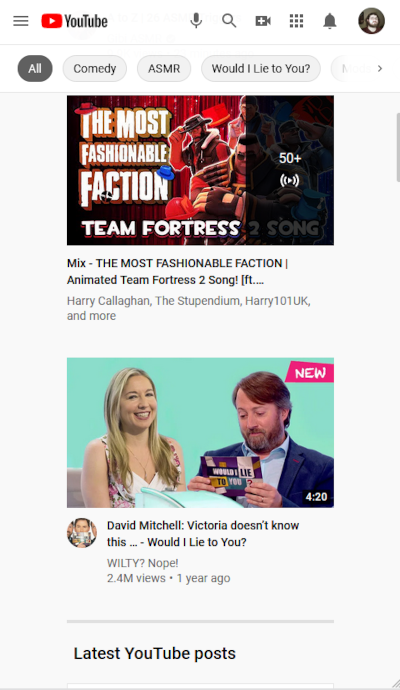 YouTube
All
Comedy
ASMR
Would I Lie to You?
THE MOST
FASHIONABLE
FACTION
50+
TEAM FORTRESS 2 SONG
Mix - THE MOST FASHIONABLE FACTION |
Animated Team Fortress 2 Song! [ft....
Harry Callaghan, The Stupendium, Harry101UK,
and more
NEW
WOULD I LIE
TO YOU?
4:20
David Mitchell: Victoria doesn't know
this ... - Would I Lie to You?
WILTY? Nope!
2.4M views • 1 year ago
Latest YouTube posts